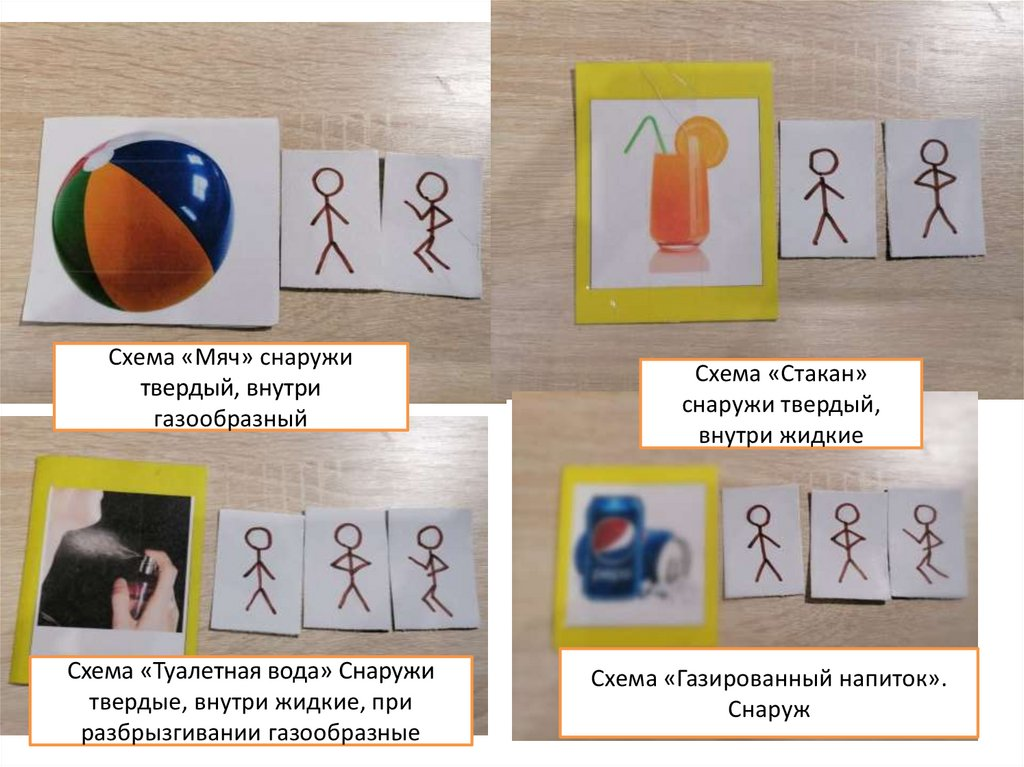 Схема «Мяч» снаружи
твердый, внутри
газообразный
Схема «Стакан»
снаружи твердый,
внутри жидкие
Схема «Туалетная вода» Снаружи
твердые, внутри жидкие, при
разбрызгивании газообразные
Схема «Газированный напиток».
Снаруж